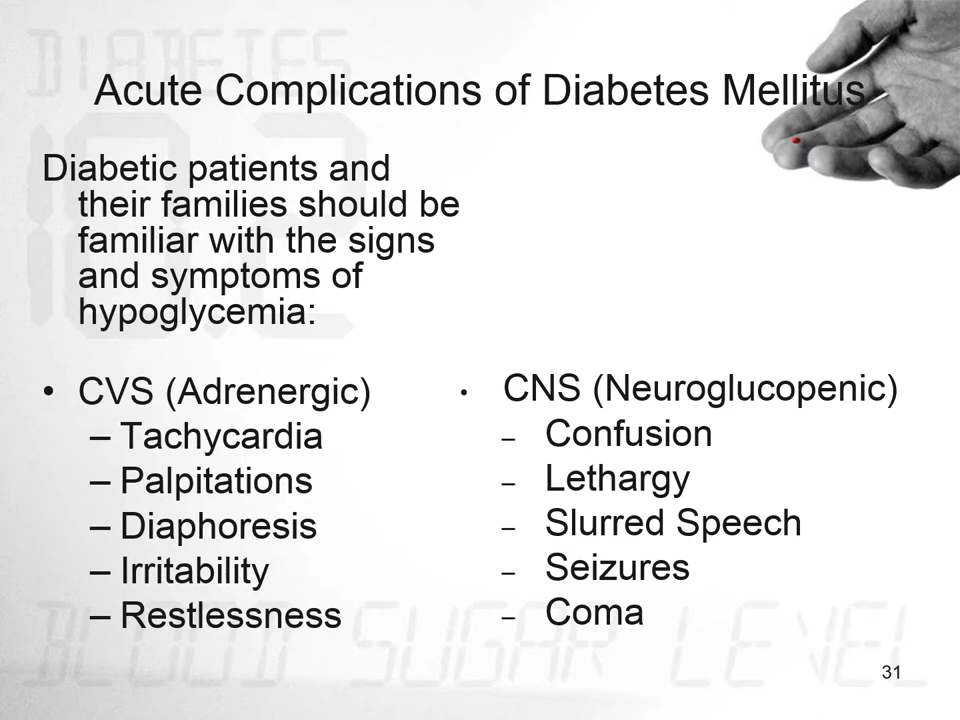 DIABETES
Acute Complications of Diabetes Mellitus
10.2
Diabetic patients and
their families should be
familiar with the signs
and symptoms of
hypoglycemia:
• CVS (Adrenergic)
– Tachycardia
– Palpitations
– Diaphoresis
– Irritability
– Restlessness
• CNS (Neuroglucopenic)
– Confusion
– Lethargy
– Slurred Speech
– Seizures
– Coma
BLOOD SUGAR LEVEL
31